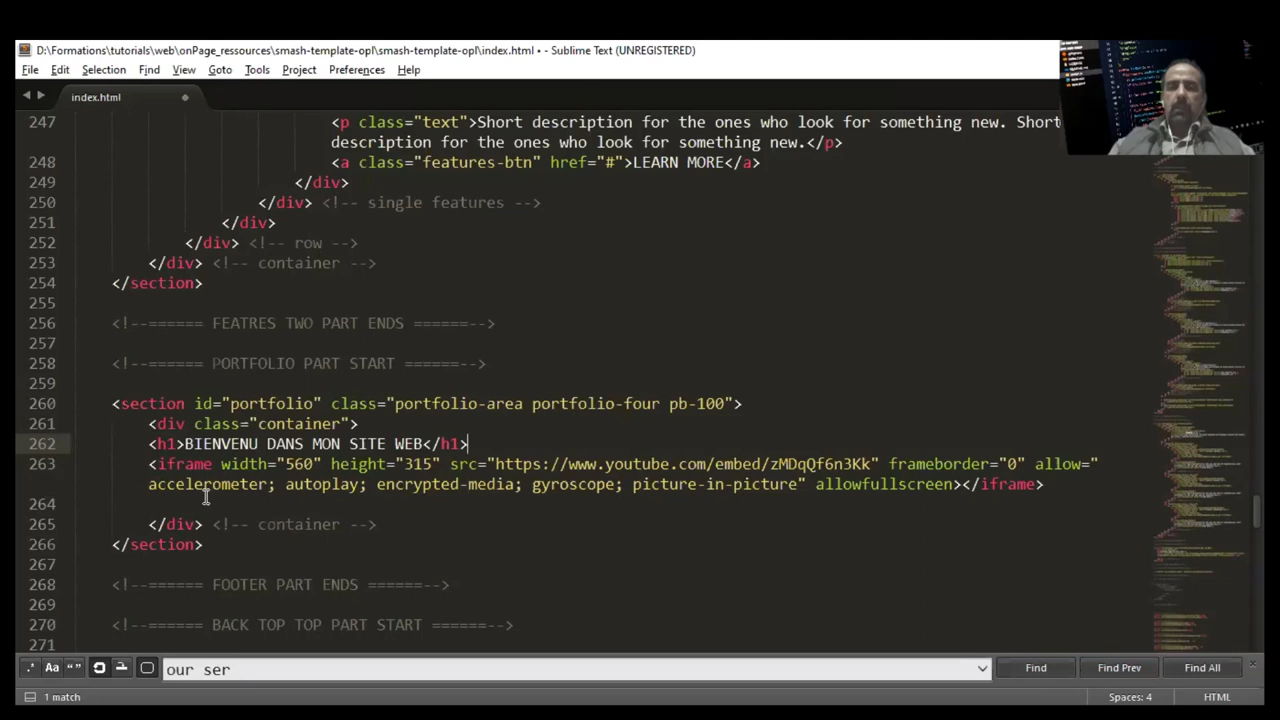 D:\Formations\tutorials\web\onPage_ressources\smash-template-opl\smash-template-opl\index.html • - Sublime Text (UNREGISTERED)
File Edit Selection Find View Goto Tools Project Preferences Help
index.html
247 <p class="text">Short description for the ones who look for something new. Short
description for the ones who look for something new.</p>
248 <a class="features-btn" href="#">LEARN MORE</a>
249 </div>
250 </div> <!-- single features -->
251 </div>
252 </div> <!-- row -->
253 </div> <!-- container -->
254 </section>
255
256 <!--====== FEATRES TWO PART ENDS ======-->
257
258 <!--====== PORTFOLIO PART START ======-->
259
260 <section id="portfolio" class="portfolio-area portfolio-four pb-100">
261 <div class="container">
262 <h1>BIENVENU DANS MON SITE WEB</h1>
263 <iframe width="560" height="315" src="https://www.youtube.com/embed/zMDqQf6n3Kk" frameborder="0" allow="
accelerometer; autoplay; encrypted-media; gyroscope; picture-in-picture" allowfullscreen></iframe>
264
265 </div> <!-- container -->
266 </section>
267
268 <!--====== FOOTER PART ENDS ======-->
269
270 <!--====== BACK TOP TOP PART START ======-->
271
.* Aa “” our ser Find Find Prev Find All
1 match Spaces: 4 HTML